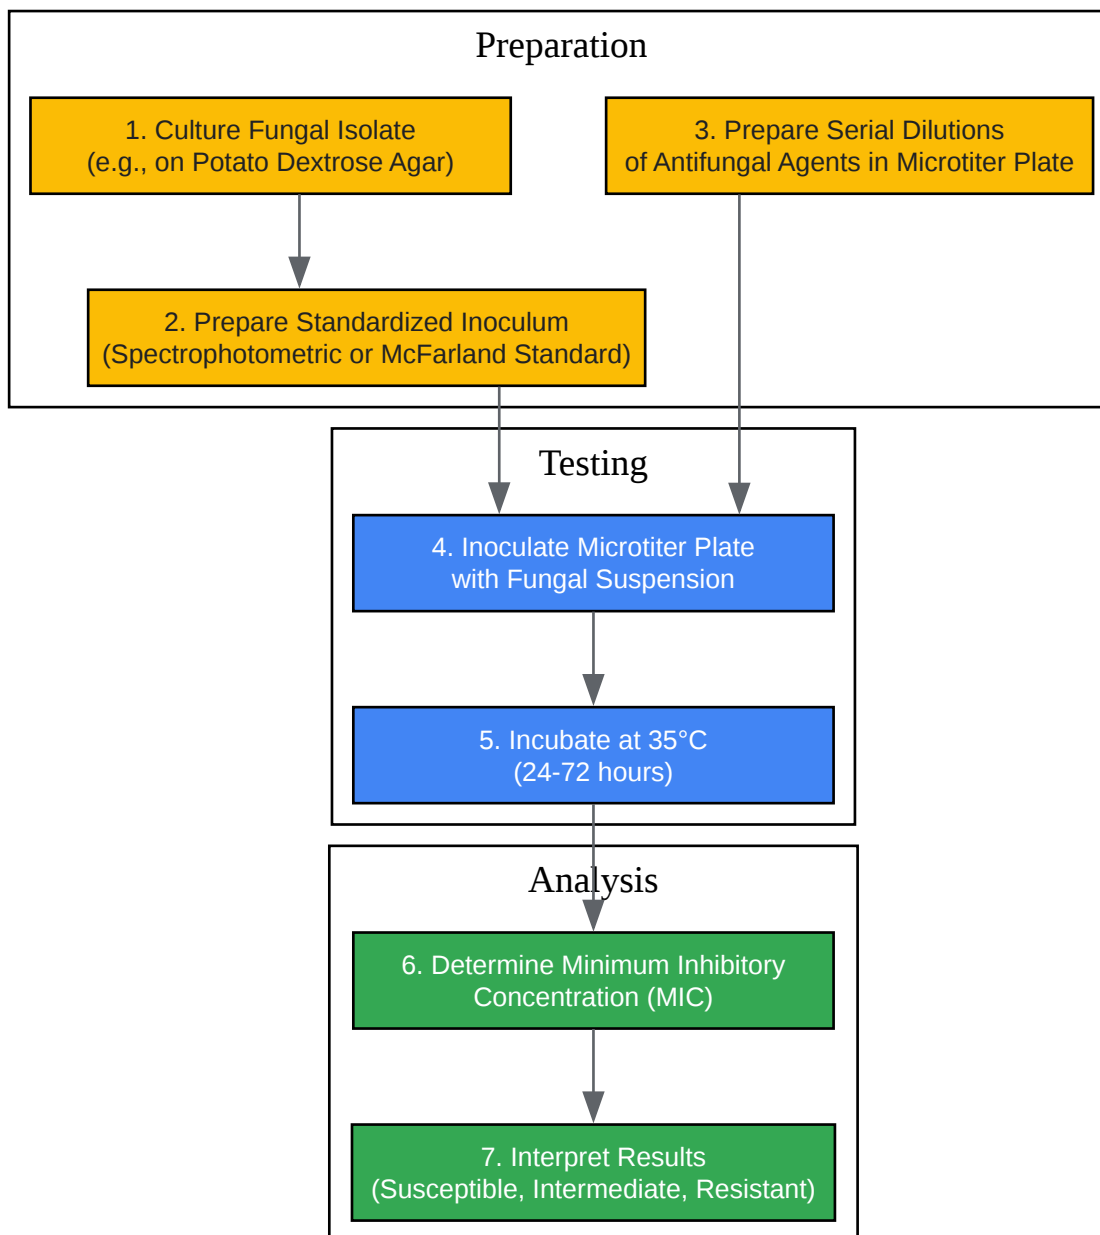 Preparation
1. Culture Fungal Isolate
(e.g., on Potato Dextrose Agar)
3. Prepare Serial Dilutions
of Antifungal Agents in Microtiter Plate
2. Prepare Standardized Inoculum
(Spectrophotometric or McFarland Standard)
Testing
4. Inoculate Microtiter Plate
with Fungal Suspension
5. Incubate at 35°C
(24-72 hours)
Analysis
6. Determine Minimum Inhibitory
Concentration (MIC)
7. Interpret Results
(Susceptible, Intermediate, Resistant)